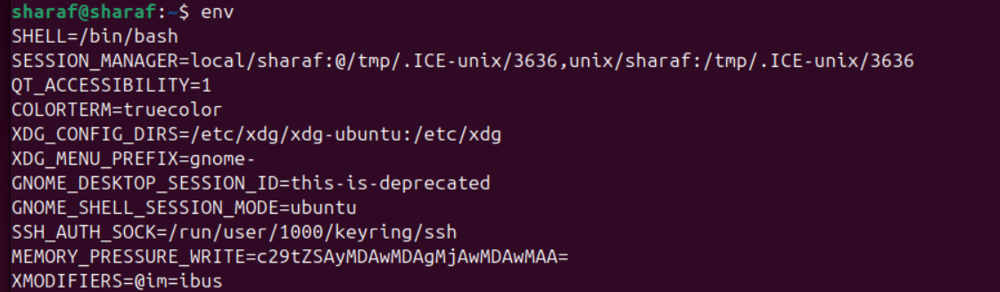 sharaf@sharaf:~$ env
SHELL=/bin/bash
SESSION_MANAGER=local/sharaf:@/tmp/.ICE-unix/3636,unix/sharaf:/tmp/.ICE-unix/3636
QT_ACCESSIBILITY=1
COLORTERM=truecolor
XDG_CONFIG_DIRS=/etc/xdg/xdg-ubuntu:/etc/xdg
XDG_MENU_PREFIX=gnome-
GNOME_DESKTOP_SESSION_ID=this-is-deprecated
GNOME_SHELL_SESSION_MODE=ubuntu
SSH_AUTH_SOCK=/run/user/1000/keyring/ssh
MEMORY_PRESSURE_WRITE=c29tZSAyMDAwMDAgMjAwMDAwMAA=
XMODIFIERS=@im=ibus